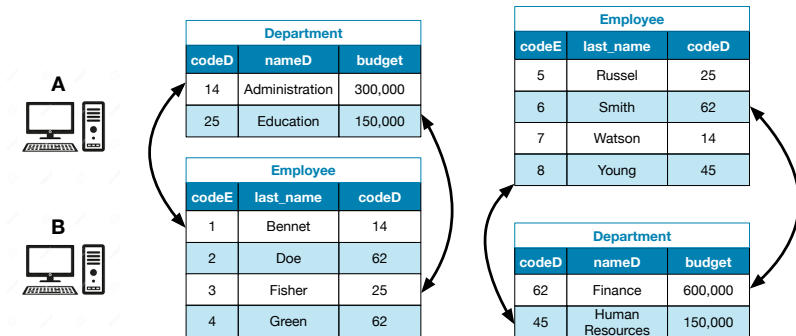 A
B
Department
codeD nameD budget
14 Administration 300,000
25 Education 150,000
Employee
codeE last_name codeD
1 Bennet 14
2 Doe 62
3 Fisher 25
4 Green 62
Employee
codeE last_name codeD
5 Russel 25
6 Smith 62
7 Watson 14
8 Young 45
Department
codeD nameD budget
62 Finance 600,000
45 Human Resources 150,000